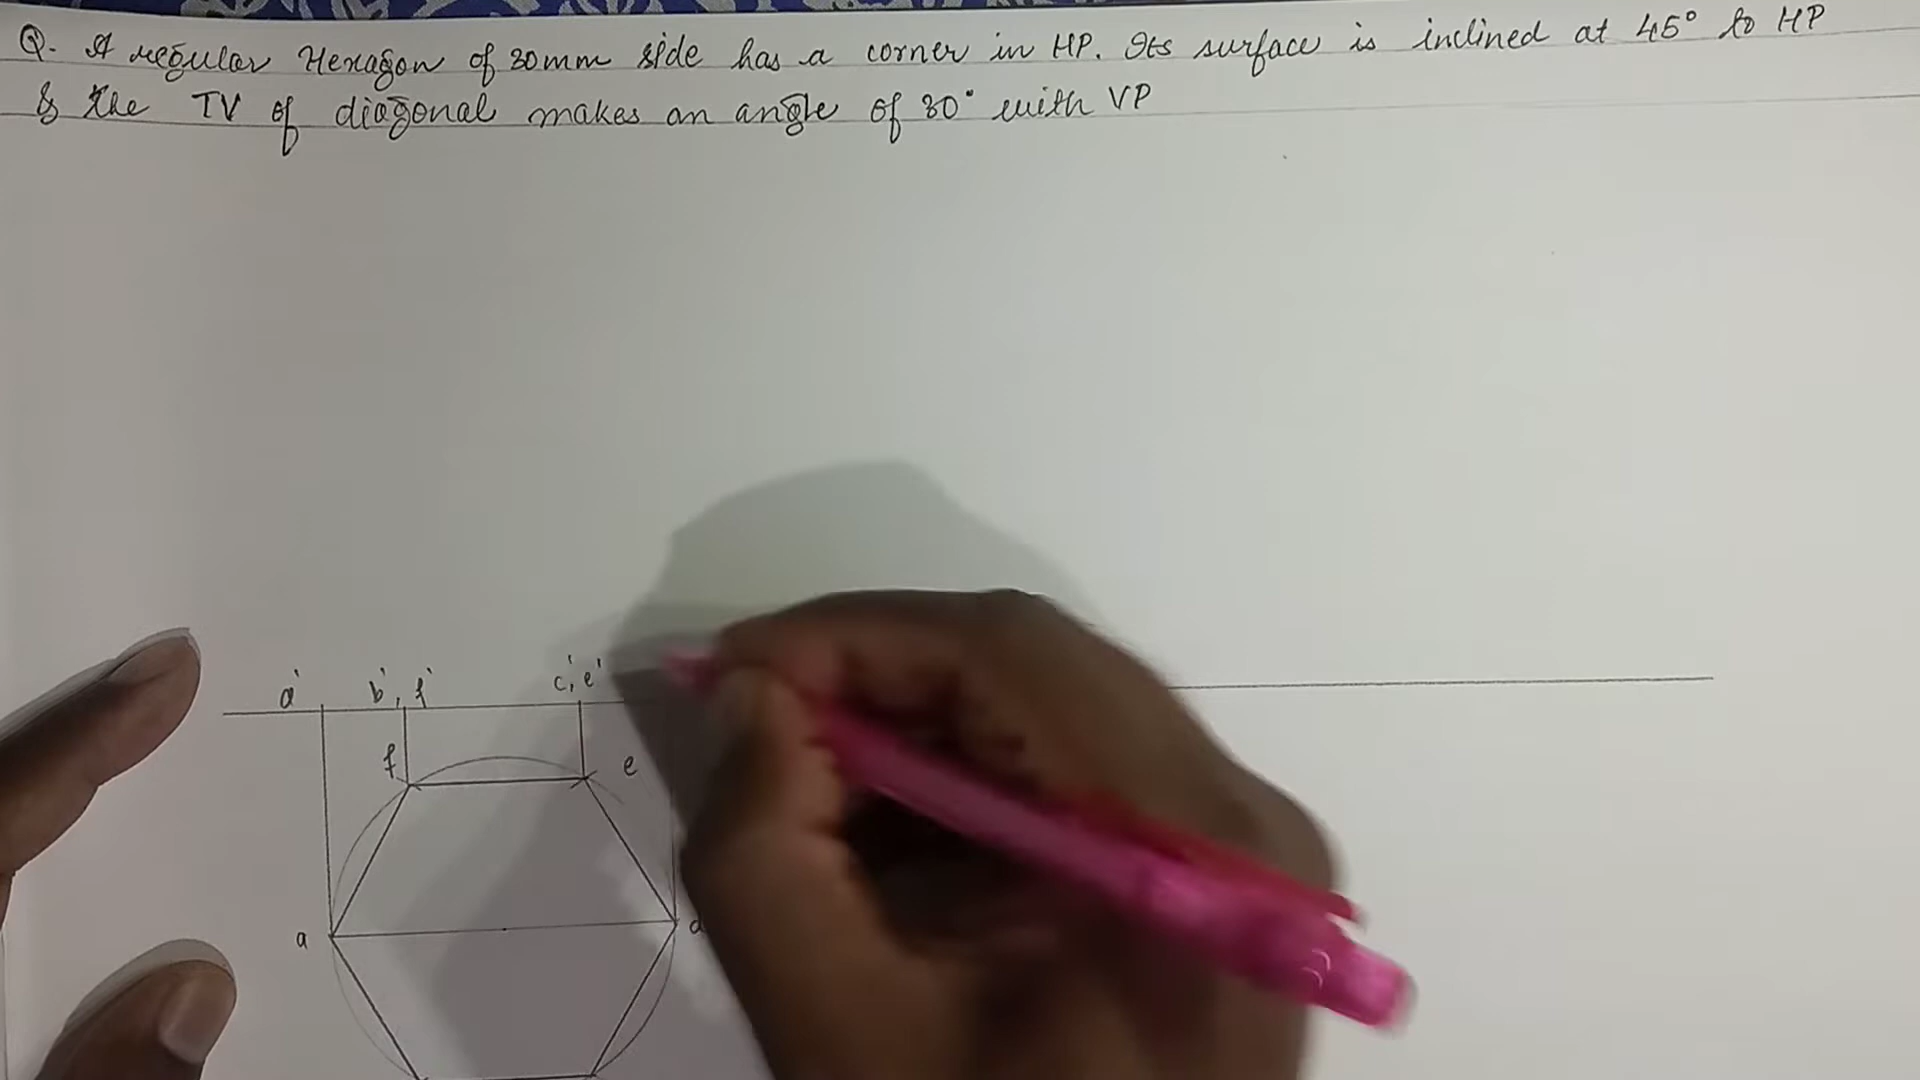 Q. A regular Hexagon of 30mm side has a corner in HP. Its surface is inclined at 45° to HP
& the TV of diagonal makes an angle of 30° with VP
a' b', f' c', e'
f e
a d